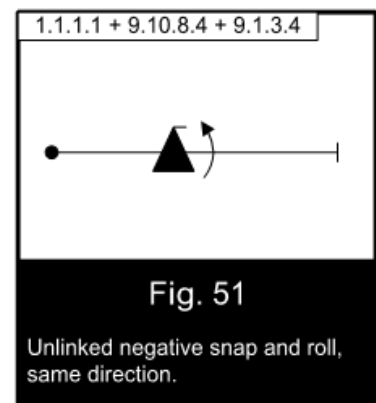 1.1.1.1 + 9.10.8.4 + 9.1.3.4
Fig. 51
Unlinked negative snap and roll,
same direction.